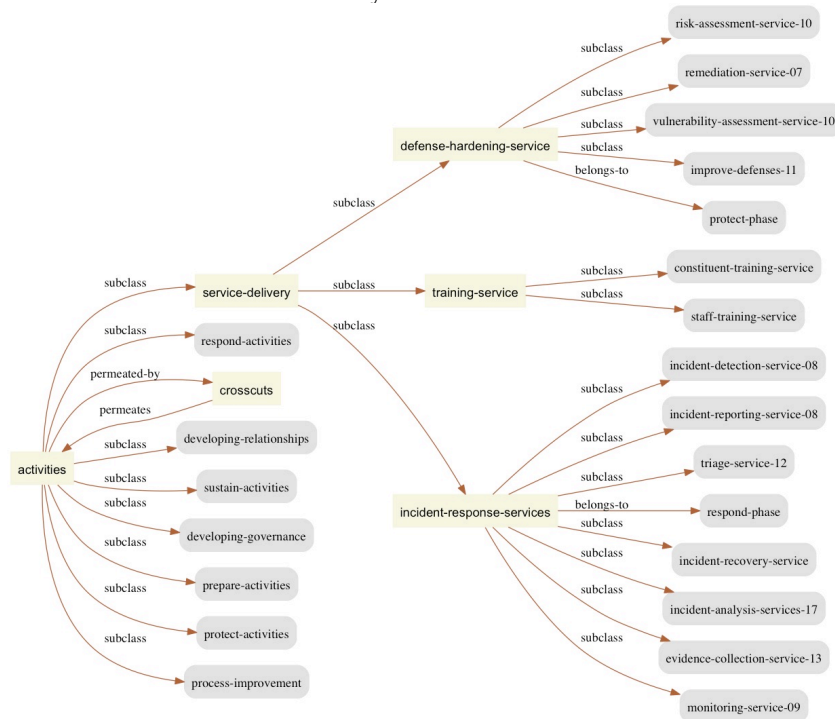 risk-assessment-service-10
subclass
remediation-service-07
subclass
vulnerability-assessment-service-10
subclass
defense-hardening-service
subclass
improve-defenses-11
belongs-to
protect-phase
subclass
subclass
constituent-training-service
subclass
service-delivery
subclass
training-service
subclass
staff-training-service
subclass
respond-activities
subclass
incident-detection-service-08
permeated-by
crosscuts
subclass
permeates
incident-reporting-service-08
subclass
developing-relationships
subclass
activities
subclass
triage-service-12
subclass
sustain-activities
subclass
incident-response-services
belongs-to
respond-phase
developing-governance
subclass
subclass
incident-recovery-service
prepare-activities
subclass
subclass
incident-analysis-services-17
protect-activities
subclass
subclass
evidence-collection-service-13
process-improvement
subclass
monitoring-service-09